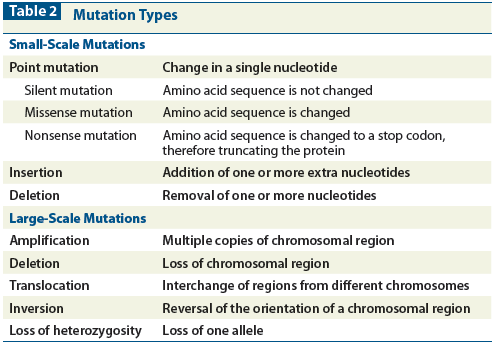 Table 2 Mutation Types
Small-Scale Mutations
Point mutation Change in a single nucleotide
Silent mutation Amino acid sequence is not changed
Missense mutation Amino acid sequence is changed
Nonsense mutation Amino acid sequence is changed to a stop codon,
therefore truncating the protein
Insertion Addition of one or more extra nucleotides
Deletion Removal of one or more nucleotides
Large-Scale Mutations
Amplification Multiple copies of chromosomal region
Deletion Loss of chromosomal region
Translocation Interchange of regions from different chromosomes
Inversion Reversal of the orientation of a chromosomal region
Loss of heterozygosity Loss of one allele